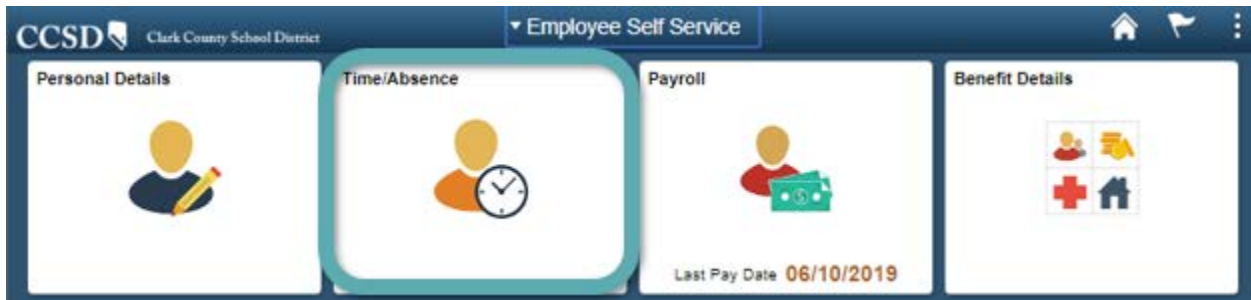 CCSD Clark County School District
Employee Self Service
Personal Details
Time/Absence
Payroll
Last Pay Date 06/10/2019
Benefit Details